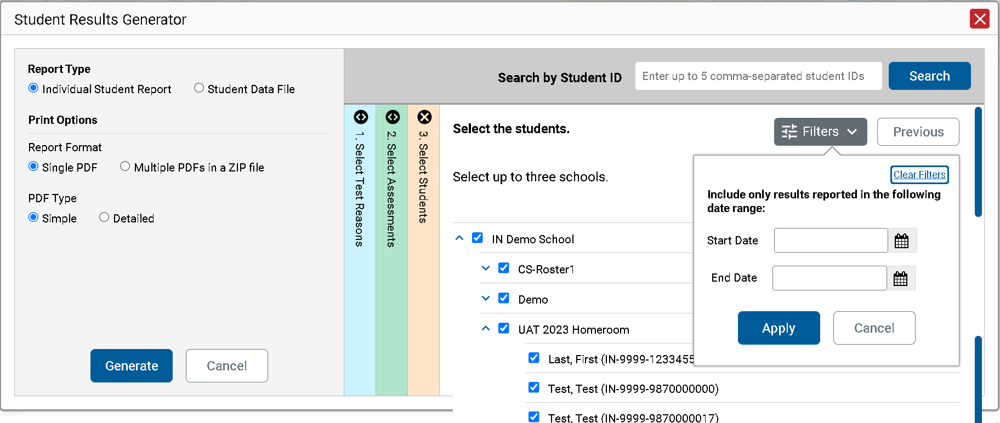 Student Results Generator
Report Type
Individual Student Report
Student Data File
Print Options
Report Format
Single PDF
Multiple PDFs in a ZIP file
PDF Type
Simple
Detailed
Generate
Cancel
Search by Student ID
Enter up to 5 comma-separated student IDs
Search
1. Select Test Reasons
2. Select Assessments
3. Select Students
Select the students.
Filters
Previous
Select up to three schools.
Clear Filters
Include only results reported in the following
date range:
Start Date
End Date
Apply
Cancel
IN Demo School
CS-Roster1
Demo
UAT 2023 Homeroom
Last, First (IN-9999-1233455
Test, Test (IN-9999-9870000000)
Test, Test (IN-9999-9870000017)